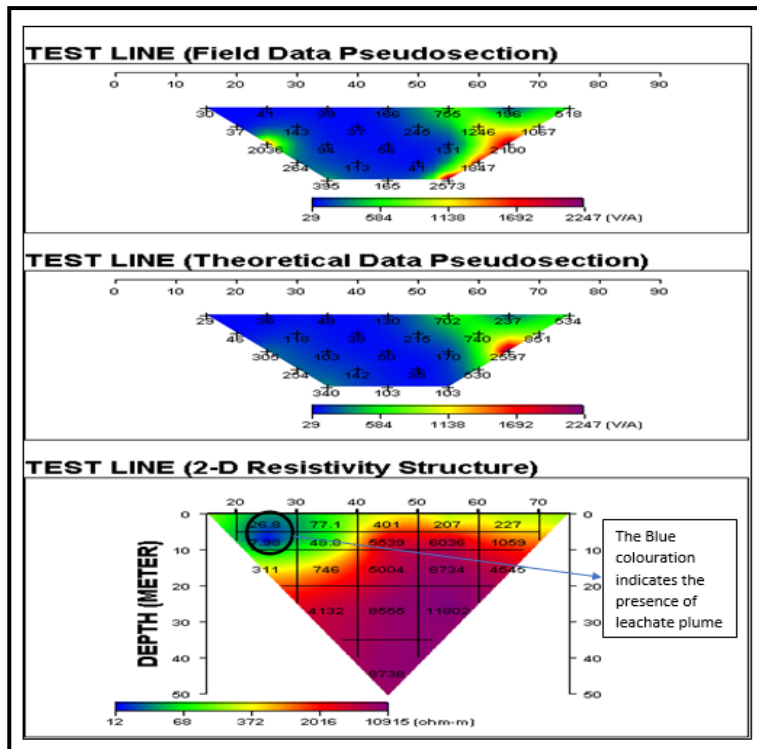 TEST LINE (Field Data Pseudosection)
0 10 20 30 40 50 60 70 80 90
30 41 39 166 755 196 518
37 143 37 245 1246 1067
2036 94 56 131 2100
264 113 41 1847
395 165 2573
29 584 1138 1692 2247 (V/A)
TEST LINE (Theoretical Data Pseudosection)
0 10 20 30 40 50 60 70 80 90
29 36 48 130 702 237 534
46 118 39 215 740 851
305 103 50 170 2597
254 142 35 530
340 103 103
29 584 1138 1692 2247 (V/A)
TEST LINE (2-D Resistivity Structure)
20 30 40 50 60 70
0 26.8 77.1 401 207 227 0
7.98 48.8 5539 6036 1059
10 10
311 746 5004 8734 4545
20 20
4132 8555 11802
30 30
40 40
9738
50 50
DEPTH (METER)
The Blue
colouration
indicates the
presence of
leachate plume
12 68 372 2016 10915 (ohm-m)